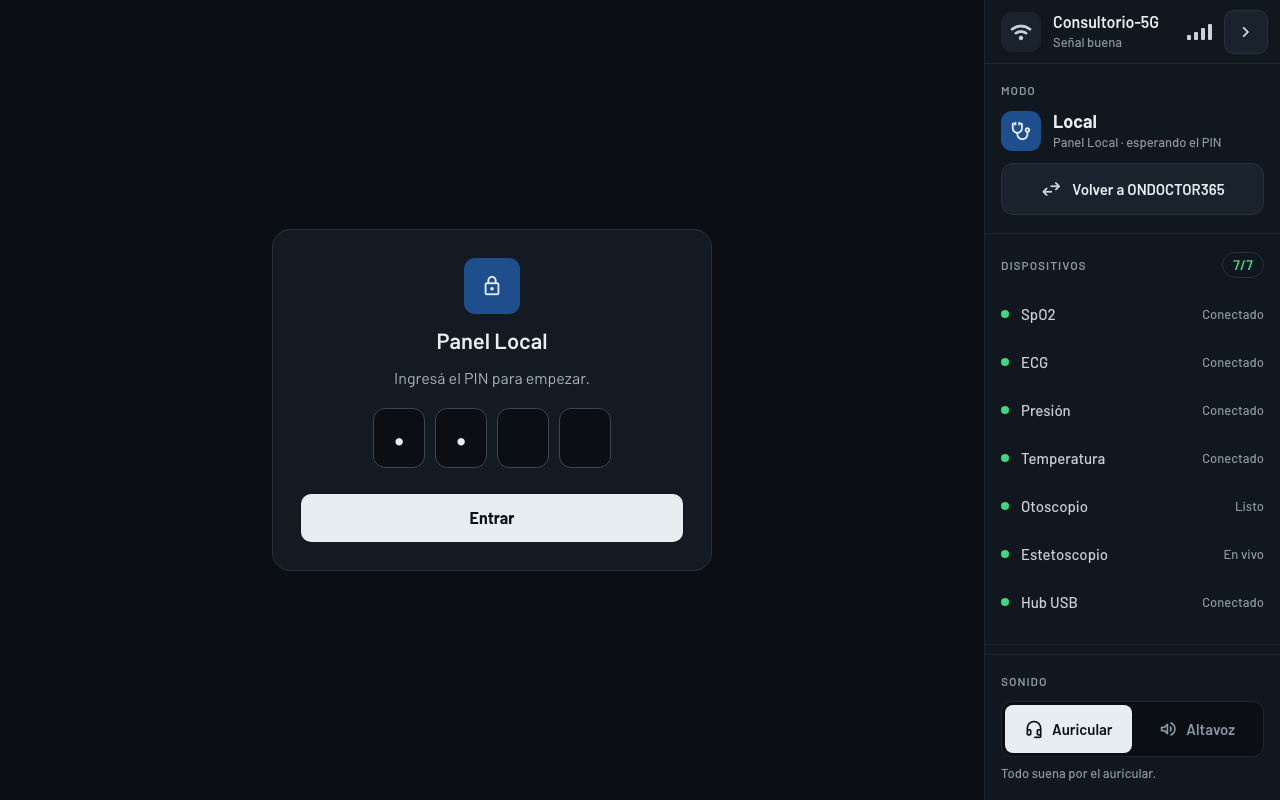 Panel Local
Ingresá el PIN para empezar.
Entrar
Consultorio-5G
Señal buena
MODO
Local
Panel Local · esperando el PIN
Volver a ONDOCTOR365
DISPOSITIVOS
7/7
SpO2
Conectado
ECG
Conectado
Presión
Conectado
Temperatura
Conectado
Otoscopio
Listo
Estetoscopio
En vivo
Hub USB
Conectado
SONIDO
Auricular
Altavoz
Todo suena por el auricular.